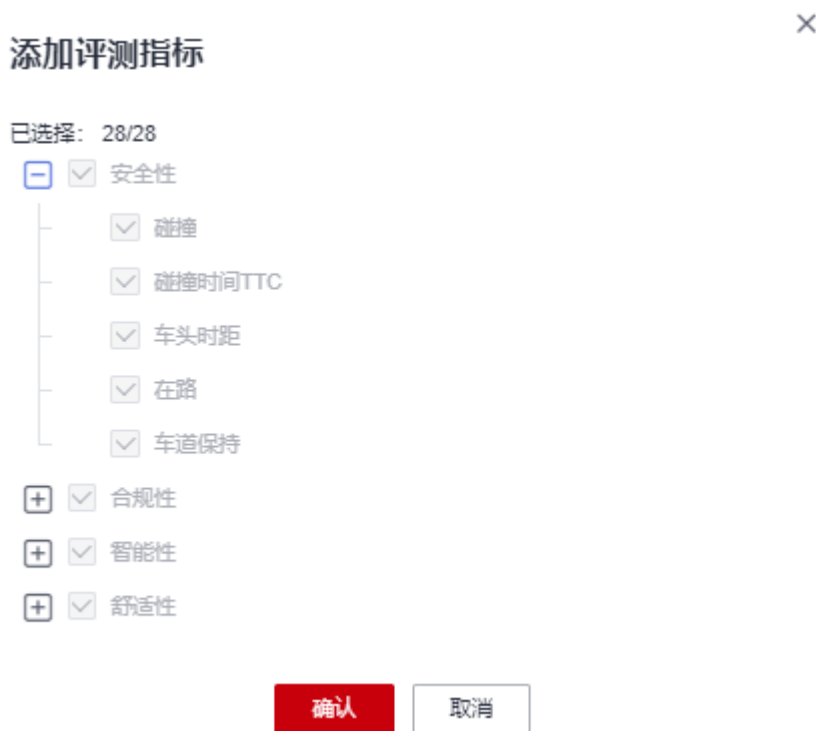 添加评测指标
已选择： 28/28
安全性
碰撞
碰撞时间TTC
车头时距
在路
车道保持
合规性
智能性
舒适性
确认 取消